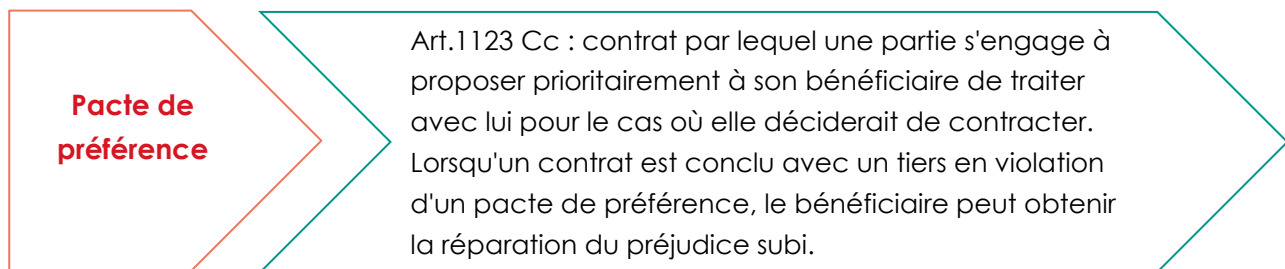 Pacte de
préférence
Art.1123 Cc : contrat par lequel une partie s'engage à
proposer prioritairement à son bénéficiaire de traiter
avec lui pour le cas où elle déciderait de contracter.
Lorsqu'un contrat est conclu avec un tiers en violation
d'un pacte de préférence, le bénéficiaire peut obtenir
la réparation du préjudice subi.